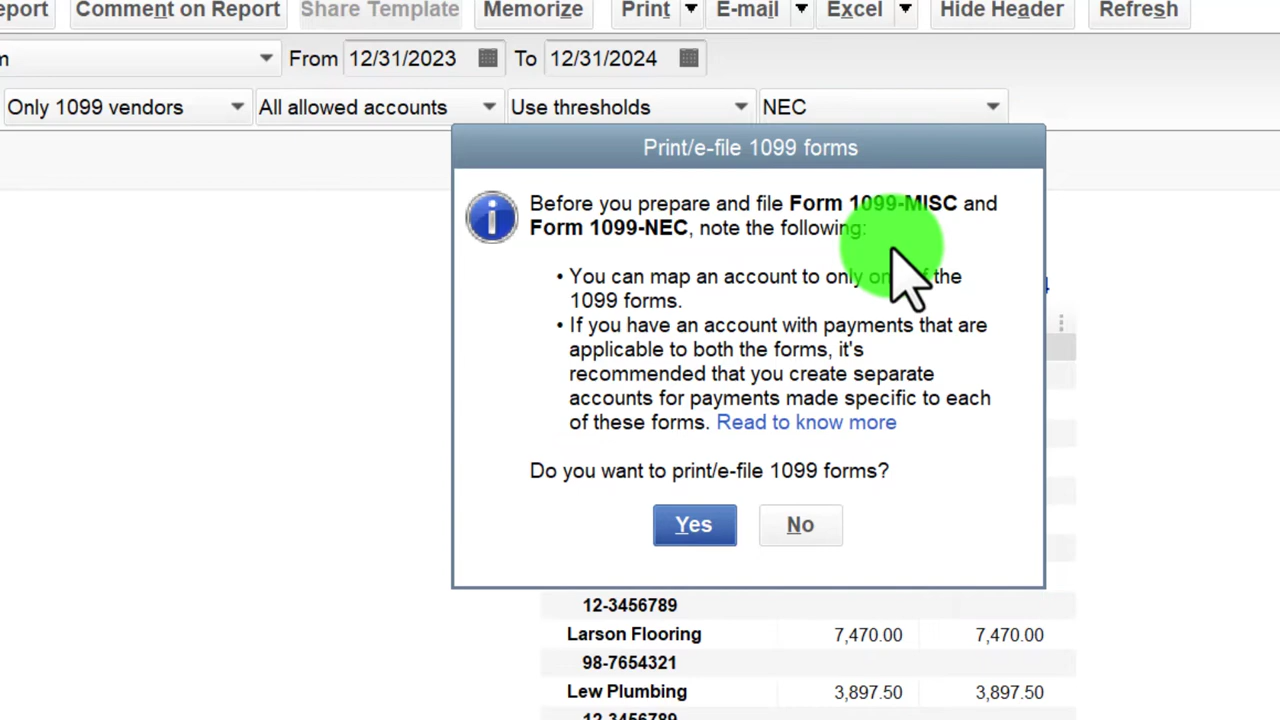 eport Comment on Report Share Template Memorize Print E-mail Excel Hide Header Refresh
m From 12/31/2023 To 12/31/2024
Only 1099 vendors All allowed accounts Use thresholds NEC
Print/e-file 1099 forms
Before you prepare and file Form 1099-MISC and
Form 1099-NEC, note the following:
• You can map an account to only of the
1099 forms.
• If you have an account with payments that are
applicable to both the forms, it's
recommended that you create separate
accounts for payments made specific to each
of these forms. Read to know more
Do you want to print/e-file 1099 forms?
Yes No
12-3456789
Larson Flooring 7,470.00 7,470.00
98-7654321
Lew Plumbing 3,897.50 3,897.50
12-3456789